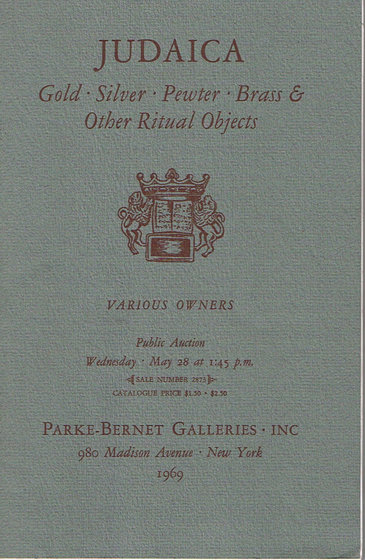 JUDAICA
Gold · Silver · Pewter · Brass &
Other Ritual Objects
VARIOUS OWNERS
Public Auction
Wednesday · May 28 at 1:45 p.m.
SALE NUMBER 2873
CATALOGUE PRICE $1.50 • $2.50
PARKE-BERNET GALLERIES · INC
980 Madison Avenue · New York
1969